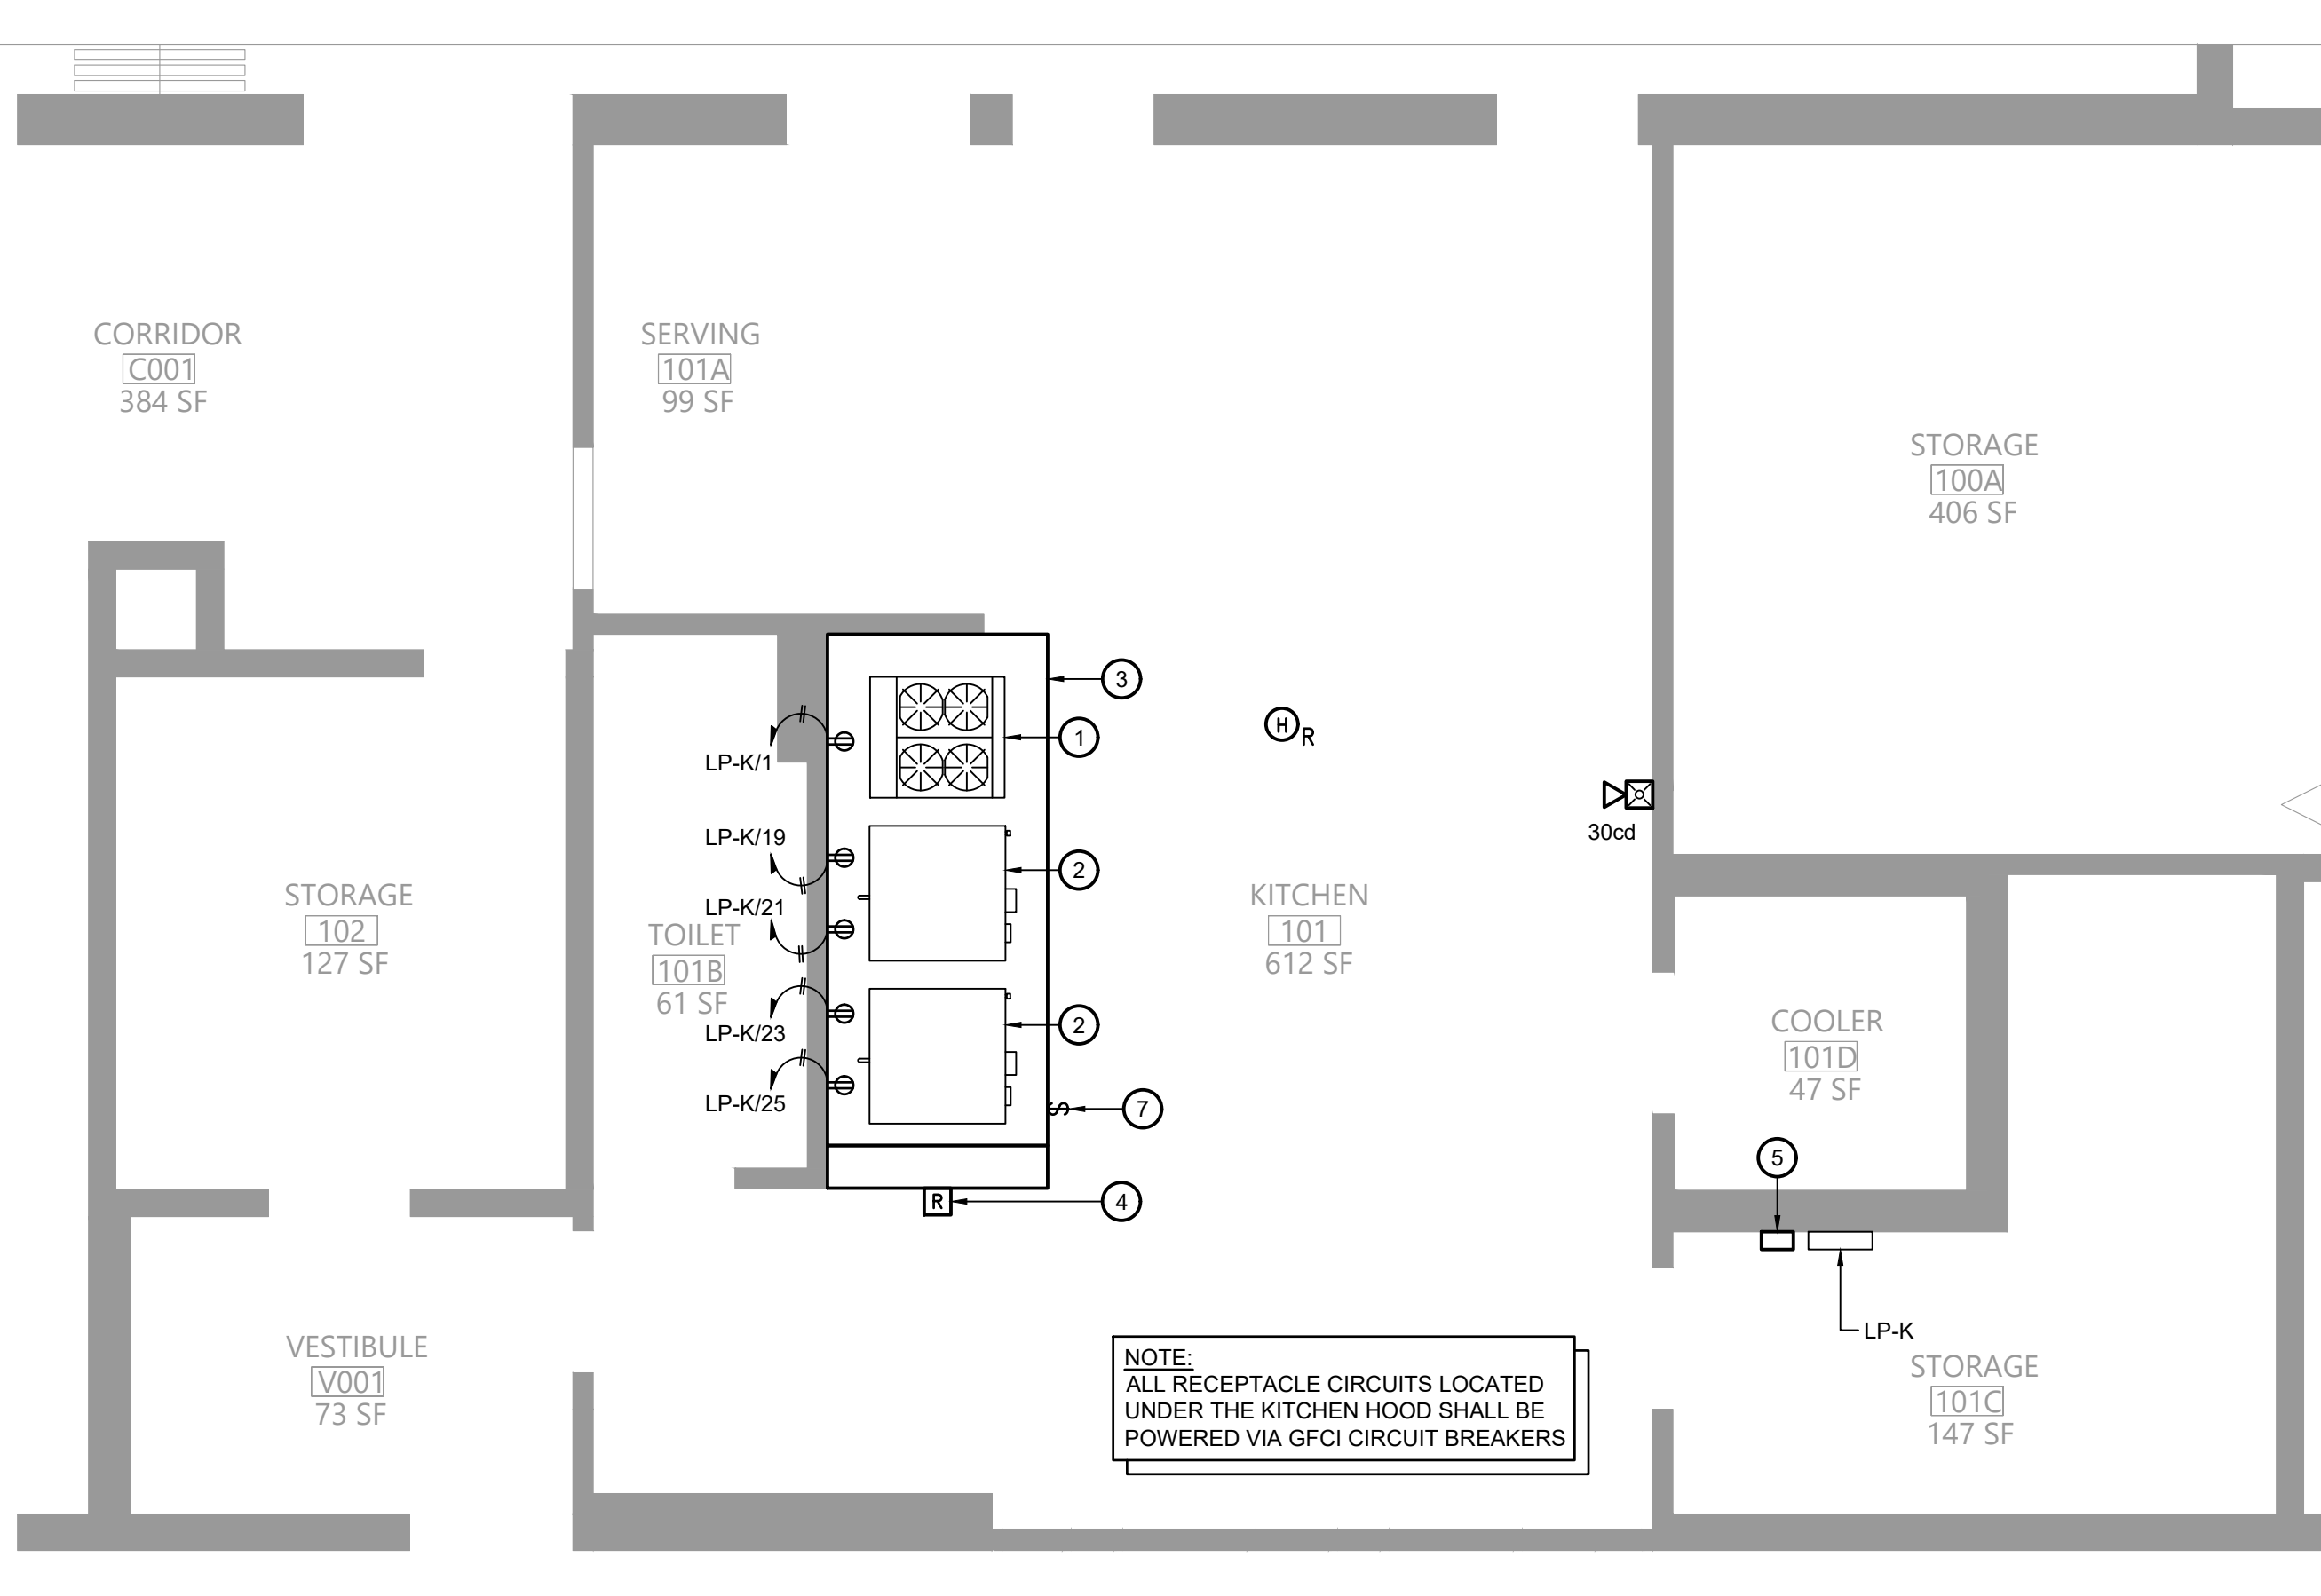 CORRIDOR
C001
384 SF
SERVING
101A
99 SF
STORAGE
100A
406 SF
3
1
LP-K/1
H
R
30cd
LP-K/19
2
LP-K/21
STORAGE
102
127 SF
TOILET
101B
61 SF
KITCHEN
101
612 SF
LP-K/23
2
COOLER
101D
47 SF
LP-K/25
S
7
5
R
4
LP-K
VESTIBULE
V001
73 SF
NOTE:
ALL RECEPTACLE CIRCUITS LOCATED
UNDER THE KITCHEN HOOD SHALL BE
POWERED VIA GFCI CIRCUIT BREAKERS
STORAGE
101C
147 SF